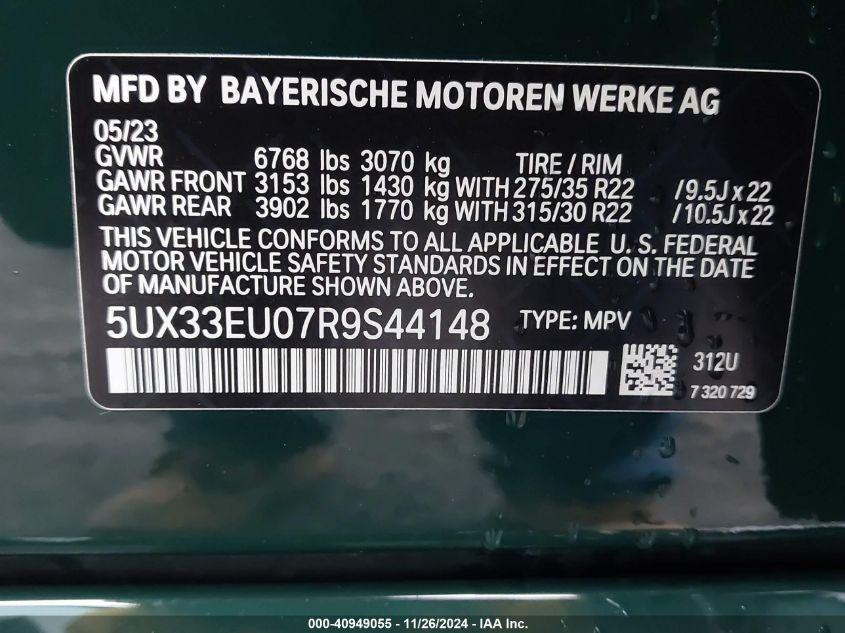 MFD BY BAYERISCHE MOTOREN WERKE AG
05/23
GVWR 6768 lbs 3070 kg TIRE / RIM
GAWR FRONT 3153 lbs 1430 kg WITH 275/35 R22 /9.5J x 22
GAWR REAR 3902 lbs 1770 kg WITH 315/30 R22 /10.5J x 22
THIS VEHICLE CONFORMS TO ALL APPLICABLE U. S. FEDERAL
MOTOR VEHICLE SAFETY STANDARDS IN EFFECT ON THE DATE
OF MANUFACTURE SHOWN ABOVE.
5UX33EU07R9S44148 TYPE: MPV
312U
7 320 729
000-40949055 - 11/26/2024 - IAA, Inc.